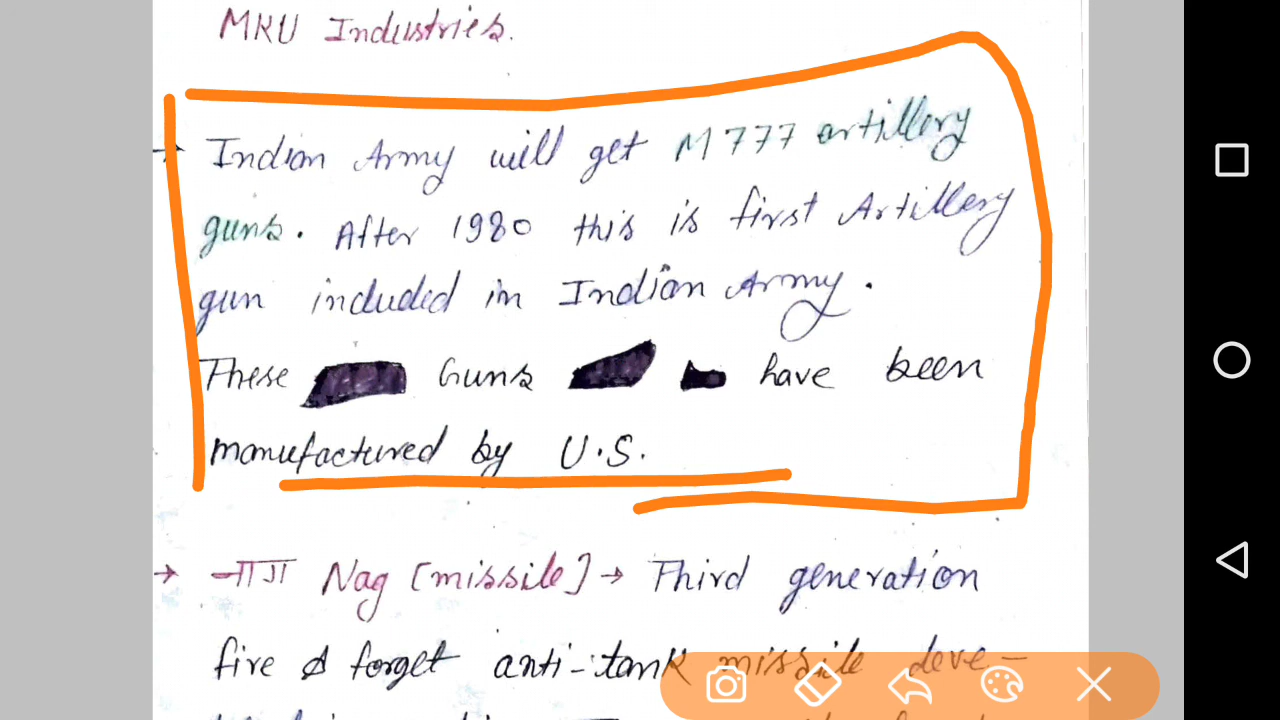 MKU Industries.
→ Indian Army will get M777 artillery
guns. After 1980 this is first Artillery
gun included in Indian Army.
These Guns have been
manufactured by U.S.
→ नाग Nag [missile] → Third generation
fire & forget anti-tank missile deve-